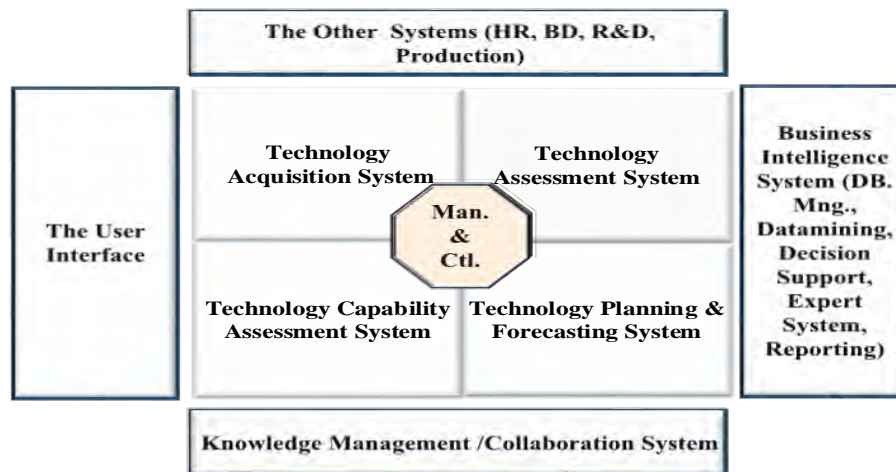 The Other Systems (HR, BD, R&D,
Production)
The User
Interface
Technology
Acquisition System
Technology
Assessment System
Man.
&
Ctl.
Technology Capability
Assessment System
Technology Planning &
Forecasting System
Business
Intelligence
System (DB.
Mng.,
Datamining,
Decision
Support,
Expert
System,
Reporting)
Knowledge Management /Collaboration System